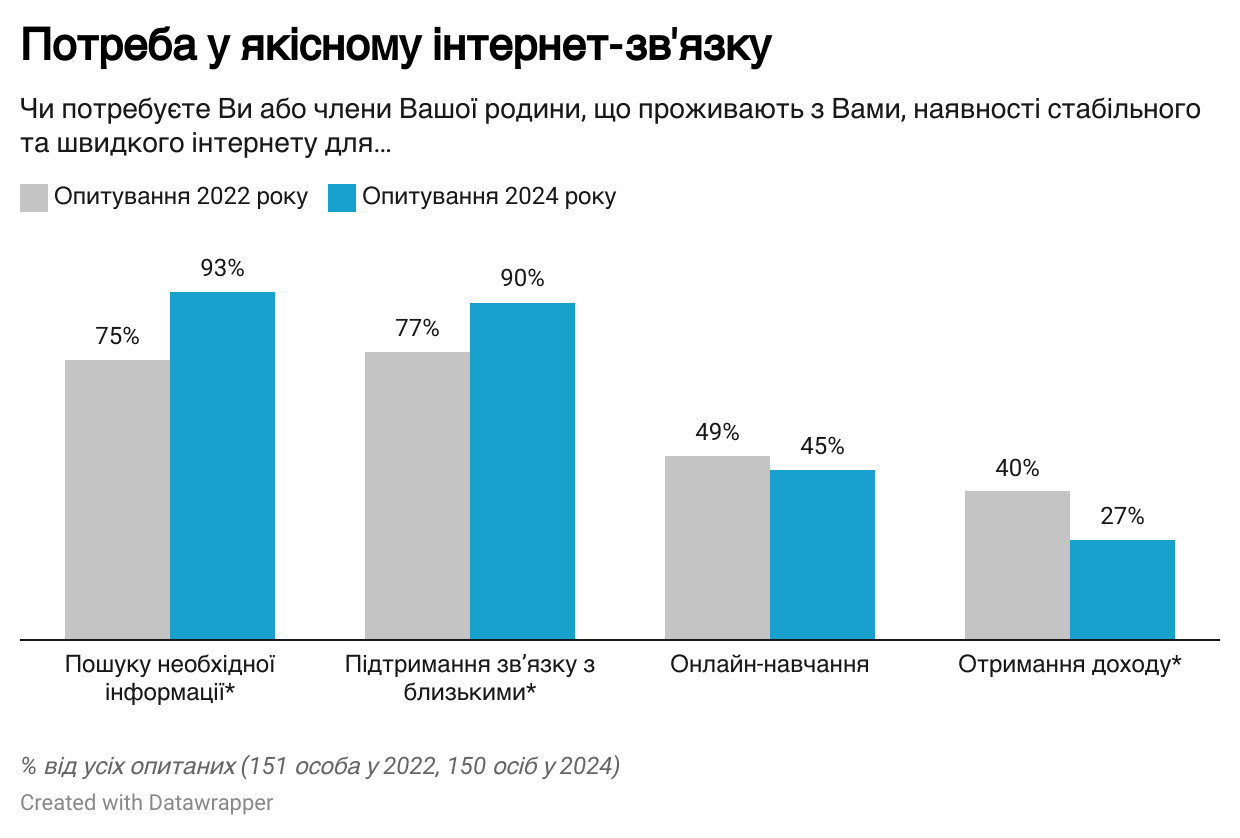 Потреба у якісному інтернет-зв'язку
Чи потребуєте Ви або члени Вашої родини, що проживають з Вами, наявності стабільного
та швидкого інтернету для...
Опитування 2022 року
Опитування 2024 року
93%
90%
75%
77%
49%
45%
40%
27%
Пошуку необхідної
інформації*
Підтримання зв’язку з
близькими*
Онлайн-навчання
Отримання доходу*
% від усіх опитаних (151 особа у 2022, 150 осіб у 2024)
Created with Datawrapper